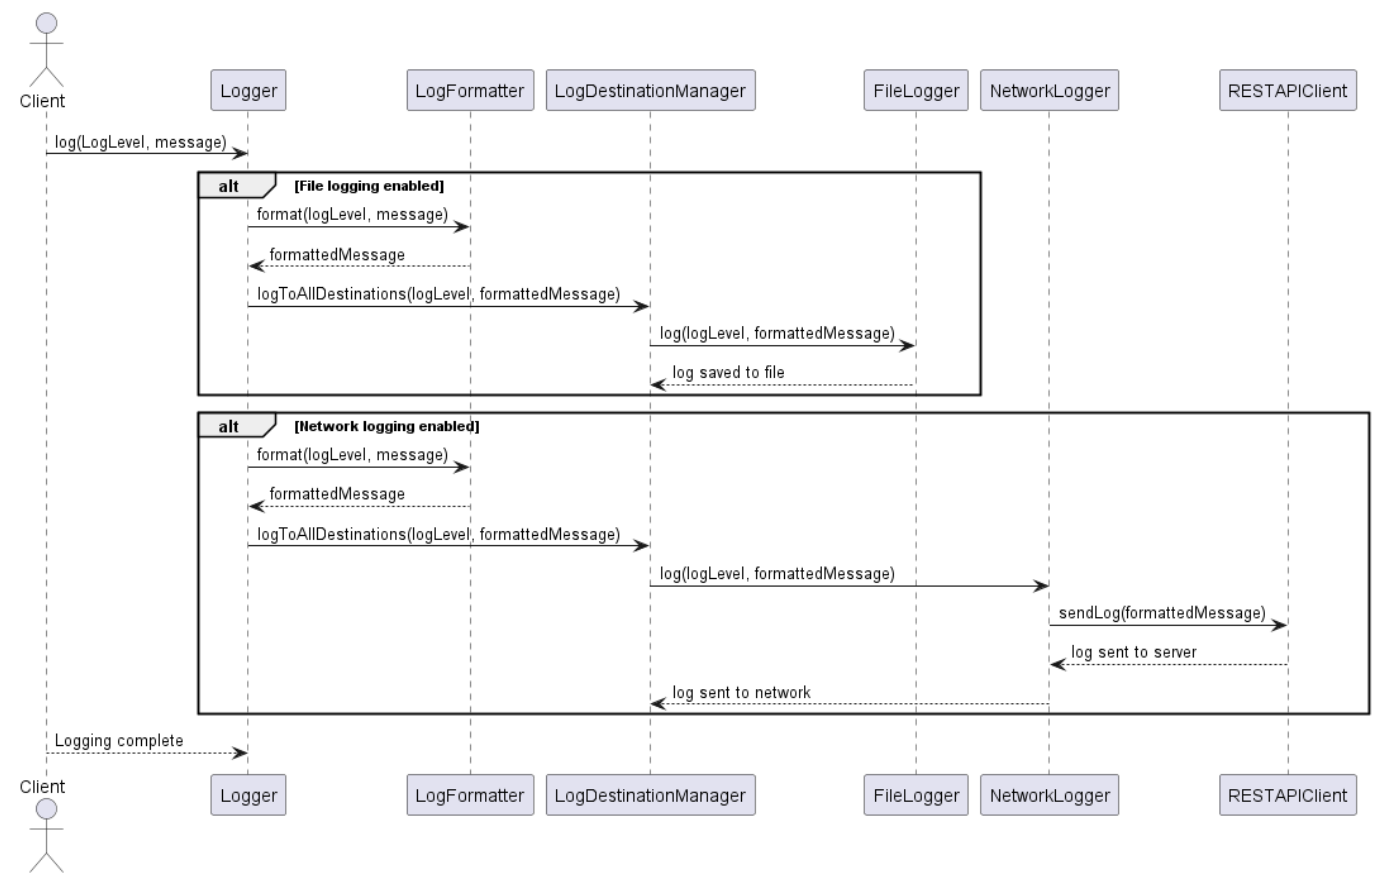 Client
Logger
LogFormatter
LogDestinationManager
FileLogger
NetworkLogger
RESTAPIClient
log(LogLevel, message)
alt
[File logging enabled]
format(logLevel, message)
formattedMessage
logToAllDestinations(logLevel, formattedMessage)
log(logLevel, formattedMessage)
log saved to file
alt
[Network logging enabled]
format(logLevel, message)
formattedMessage
logToAllDestinations(logLevel, formattedMessage)
log(logLevel, formattedMessage)
sendLog(formattedMessage)
log sent to server
log sent to network
Logging complete
Client
Logger
LogFormatter
LogDestinationManager
FileLogger
NetworkLogger
RESTAPIClient